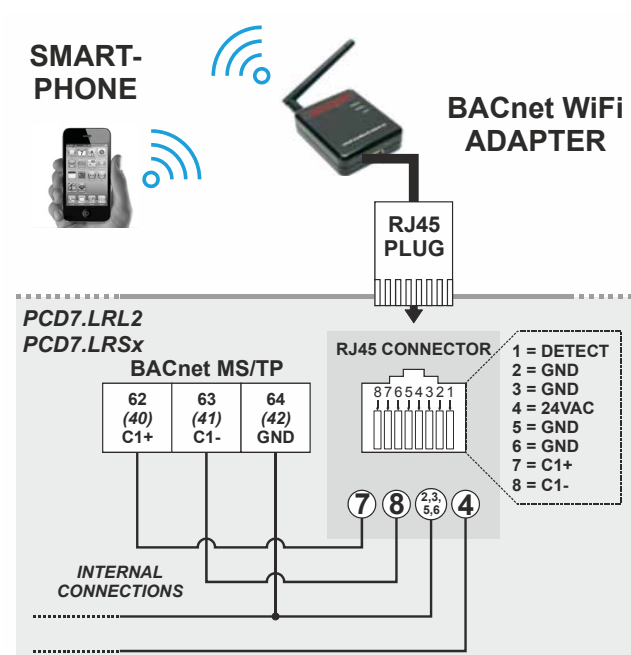 SMART-
PHONE
BACnet WiFi
ADAPTER
RJ45
PLUG
PCD7.LRL2
PCD7.LRSx
BACnet MS/TP
62
(40)
C1+
63
(41)
C1-
64
(42)
GND
RJ45 CONNECTOR
87654321
1 = DETECT
2 = GND
3 = GND
4 = 24VAC
5 = GND
6 = GND
7 = C1+
8 = C1-
7
8
2,3,
5,6
4
INTERNAL
CONNECTIONS